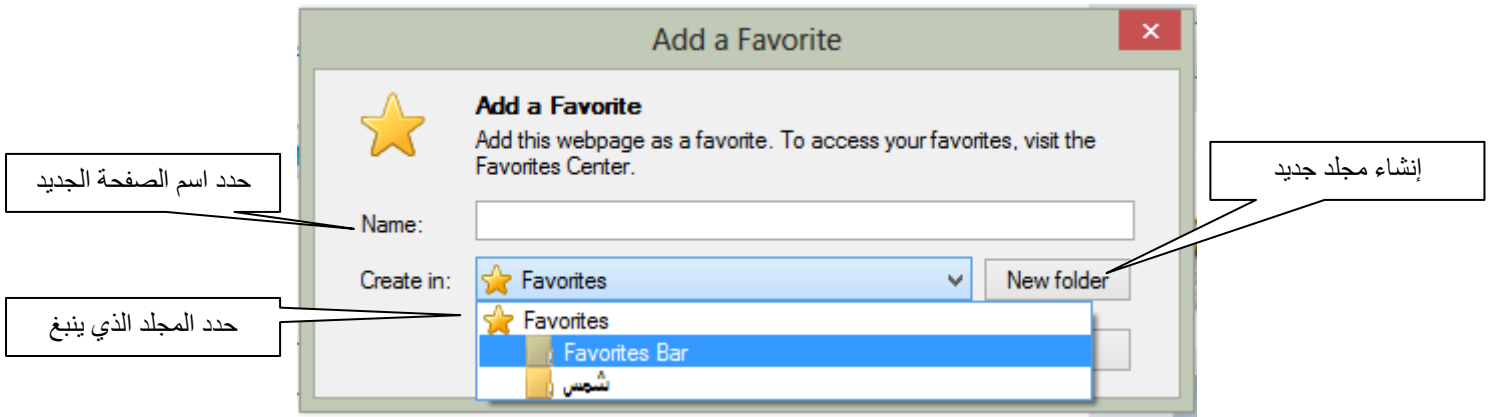 Add a Favorite
Add a Favorite
Add this webpage as a favorite. To access your favorites, visit the
Favorites Center.
حدد اسم الصفحة الجديد
إنشاء مجلد جديد
Name:
Create in:
Favorites
New folder
حدد المجلد الذي ينبغ
Favorites
Favorites Bar
شمس